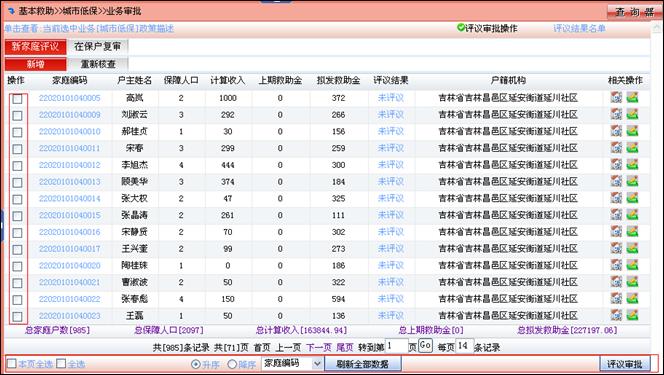 基本救助>>城市低保>>业务审批 查 询 器
单击查看:当前选中业务[城市低保]政策描述 评议审批操作 评议结果名单
新家庭评议 在保户复审
新增 重新核查
操作 家庭编码 户主姓名 保障人口 计算收入 上期救助金 拟发救助金 评议结果 户籍机构 相关操作
22020101040005 高岚 2 1000 0 372 未评议 吉林省吉林昌邑区延安街道延川社区
22020101040009 刘淑云 3 292 0 266 未评议 吉林省吉林昌邑区延安街道延川社区
22020101040010 郝桂贞 1 30 0 156 未评议 吉林省吉林昌邑区延安街道延川社区
22020101040011 宋春 3 299 0 259 未评议 吉林省吉林昌邑区延安街道延川社区
22020101040012 李旭杰 4 444 0 300 未评议 吉林省吉林昌邑区延安街道延川社区
22020101040013 顾美华 3 374 0 184 未评议 吉林省吉林昌邑区延安街道延川社区
22020101040014 张大权 2 47 0 325 未评议 吉林省吉林昌邑区延安街道延川社区
22020101040015 张晶涛 2 261 0 111 未评议 吉林省吉林昌邑区延安街道延川社区
22020101040016 宋静贤 2 70 0 302 未评议 吉林省吉林昌邑区延安街道延川社区
22020101040017 王兴奎 2 99 0 273 未评议 吉林省吉林昌邑区延安街道延川社区
22020101040020 陶桂珠 1 0 0 186 未评议 吉林省吉林昌邑区延安街道延川社区
22020101040021 曹淑波 2 50 0 322 未评议 吉林省吉林昌邑区延安街道延川社区
22020101040022 张春彪 4 150 0 594 未评议 吉林省吉林昌邑区延安街道延川社区
22020101040023 王磊 1 50 0 136 未评议 吉林省吉林昌邑区延安街道延川社区
总家庭户数[985] 总保障人口[2097] 总计算收入[163844.94] 总上期救助金[0] 总拟发救助金[227197.06]
共[985]条记录 共[71]页 首页 上一页 下一页 尾页 转到第 1 页 Go 每页 14 条记录
本页全选 全选 升序 降序 家庭编码 刷新全部数据 评议审批